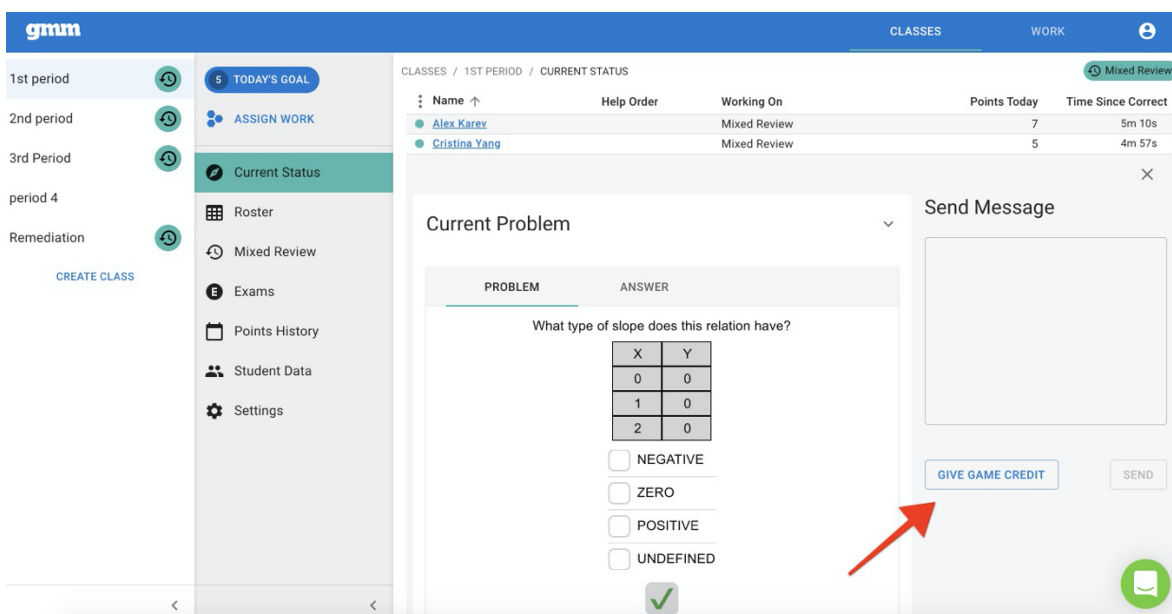 gmm
CLASSES
WORK
1st period
2nd period
3rd Period
period 4
Remediation
CREATE CLASS
5 TODAY'S GOAL
ASSIGN WORK
Current Status
Roster
Mixed Review
E Exams
Points History
Student Data
Settings
CLASSES / 1ST PERIOD / CURRENT STATUS
Mixed Review
Name Help Order Working On Points Today Time Since Correct
Alex Karev Mixed Review 7 5m 10s
Cristina Yang Mixed Review 5 4m 57s
Current Problem
PROBLEM ANSWER
What type of slope does this relation have?
X Y
0 0
1 0
2 0
NEGATIVE
ZERO
POSITIVE
UNDEFINED
Send Message
GIVE GAME CREDIT
SEND